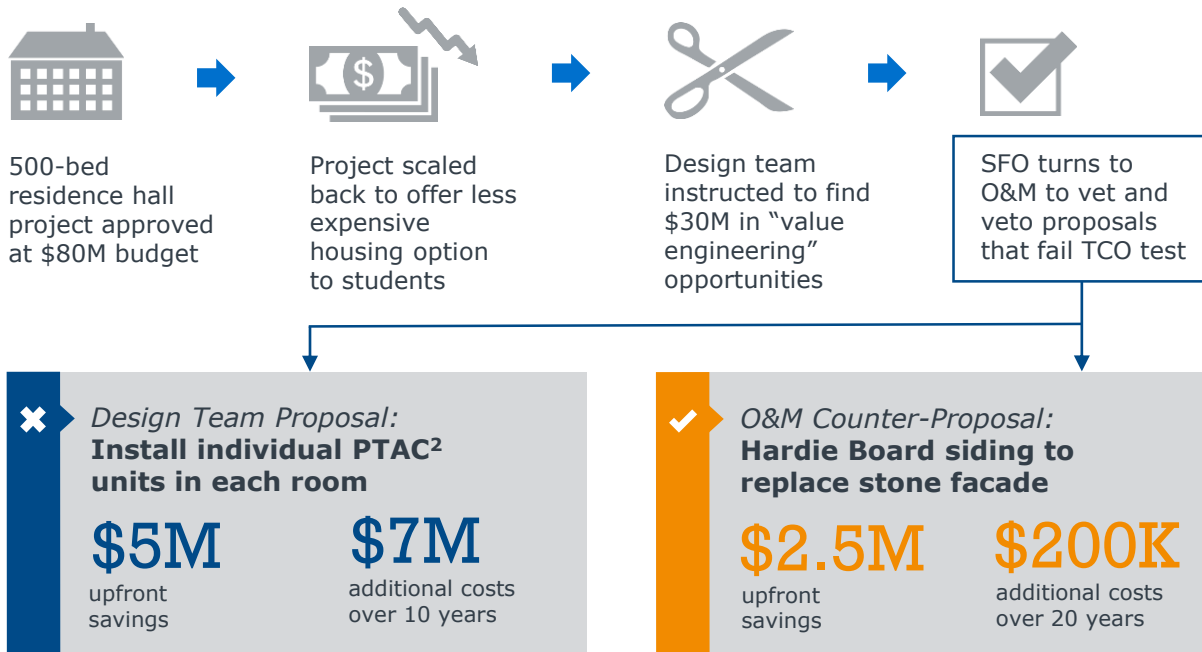 $
500-bed
residence hall
project approved
at $80M budget
Project scaled
back to offer less
expensive
housing option
to students
Design team
instructed to find
$30M in “value
engineering”
opportunities
SFO turns to
O&M to vet and
veto proposals
that fail TCO test
Design Team Proposal:
Install individual PTAC²
units in each room
$5M
upfront
savings
$7M
additional costs
over 10 years
O&M Counter-Proposal:
Hardie Board siding to
replace stone facade
$2.5M
upfront
savings
$200K
additional costs
over 20 years